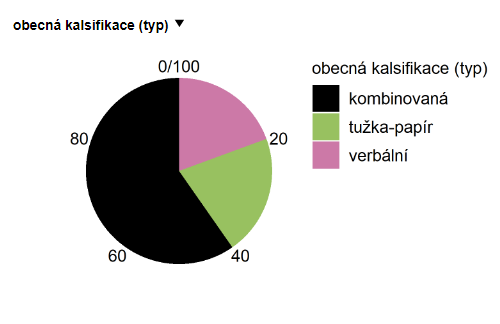 obecná kalsifikace (typ) ▼
0/100
20
40
60
80
obecná kalsifikace (typ)
kombinovaná
tužka-papír
verbální